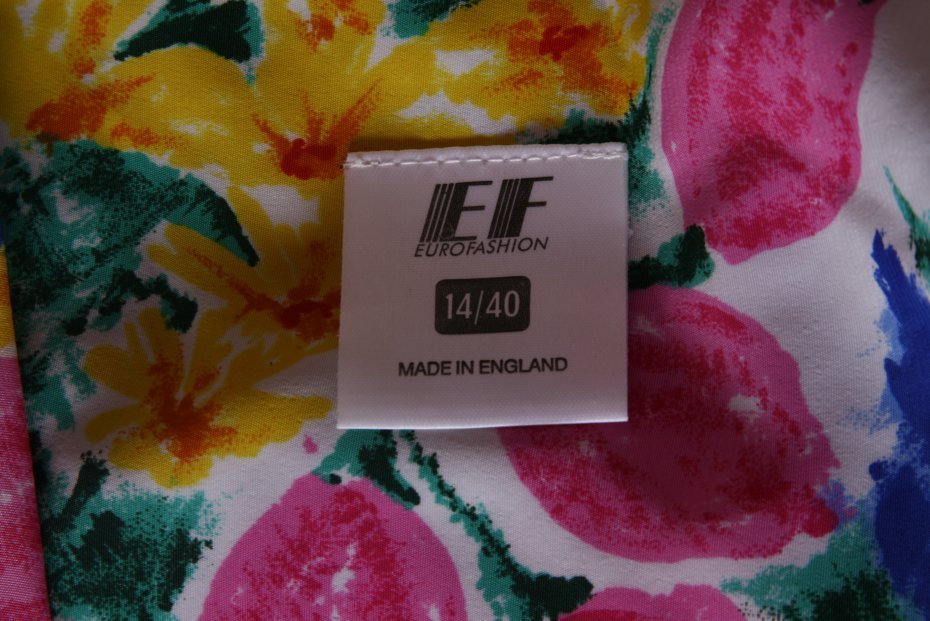 EF
EUROFASHION
14/40
MADE IN ENGLAND